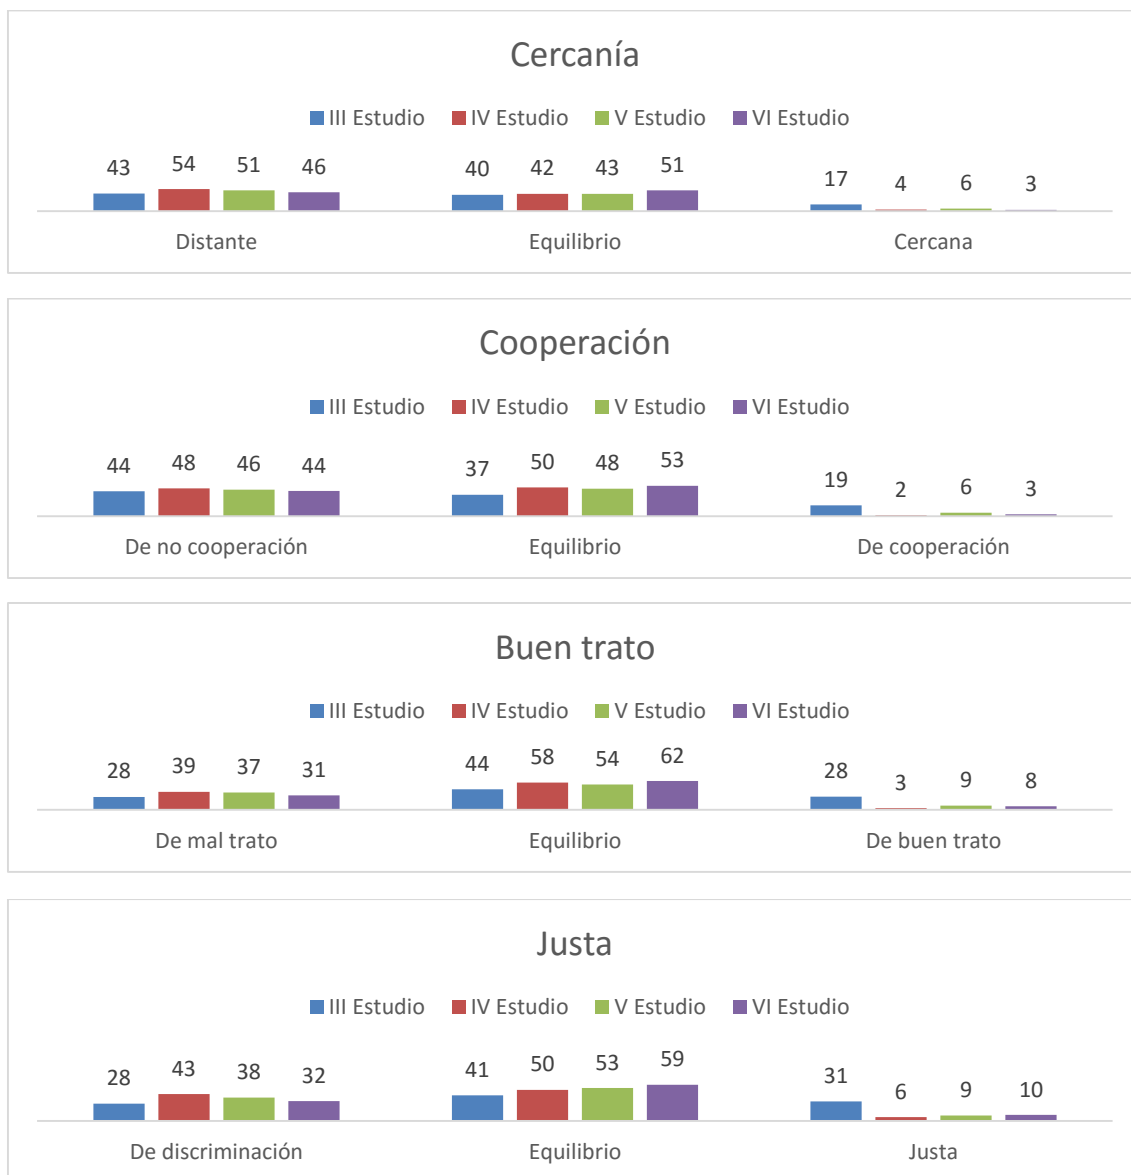 Cercanía
III Estudio IV Estudio V Estudio VI Estudio
43 54 51 46 40 42 43 51 17 4 6 3
Distante Equilibrio Cercana
Cooperación
III Estudio IV Estudio V Estudio VI Estudio
44 48 46 44 37 50 48 53 19 2 6 3
De no cooperación Equilibrio De cooperación
Buen trato
III Estudio IV Estudio V Estudio VI Estudio
28 39 37 31 44 58 54 62 28 3 9 8
De mal trato Equilibrio De buen trato
Justa
III Estudio IV Estudio V Estudio VI Estudio
28 43 38 32 41 50 53 59 31 6 9 10
De discriminación Equilibrio Justa